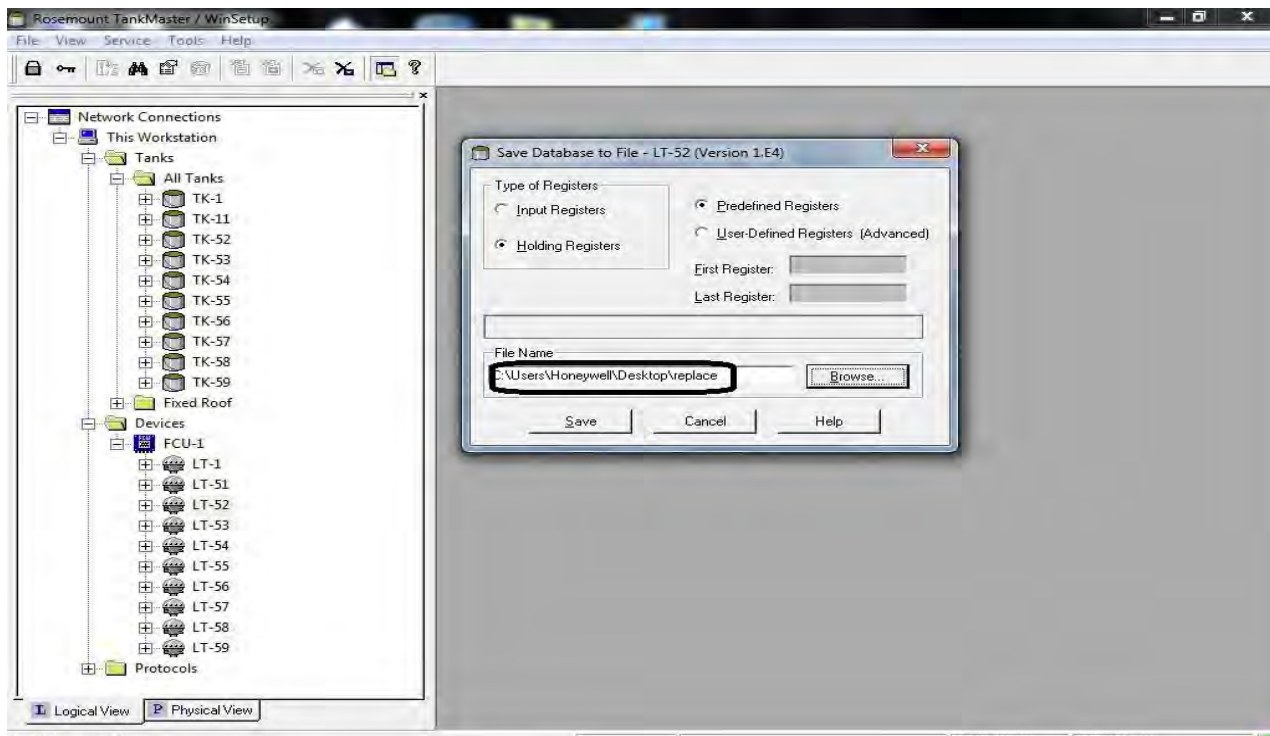 Rosemount TankMaster / WinSetup
File View Service Tools Help
Network Connections
This Workstation
Tanks
All Tanks
TK-1
TK-11
TK-52
TK-53
TK-54
TK-55
TK-56
TK-57
TK-58
TK-59
Fixed Roof
Devices
FCU-1
LT-1
LT-51
LT-52
LT-53
LT-54
LT-55
LT-56
LT-57
LT-58
LT-59
Protocols
L Logical View P Physical View
Save Database to File - LT-52 (Version 1.E4)
Type of Registers
Input Registers
Holding Registers
Predefined Registers
User-Defined Registers (Advanced)
First Register:
Last Register:
File Name
C:\Users\Honeywell\Desktop\replace
Browse...
Save Cancel Help